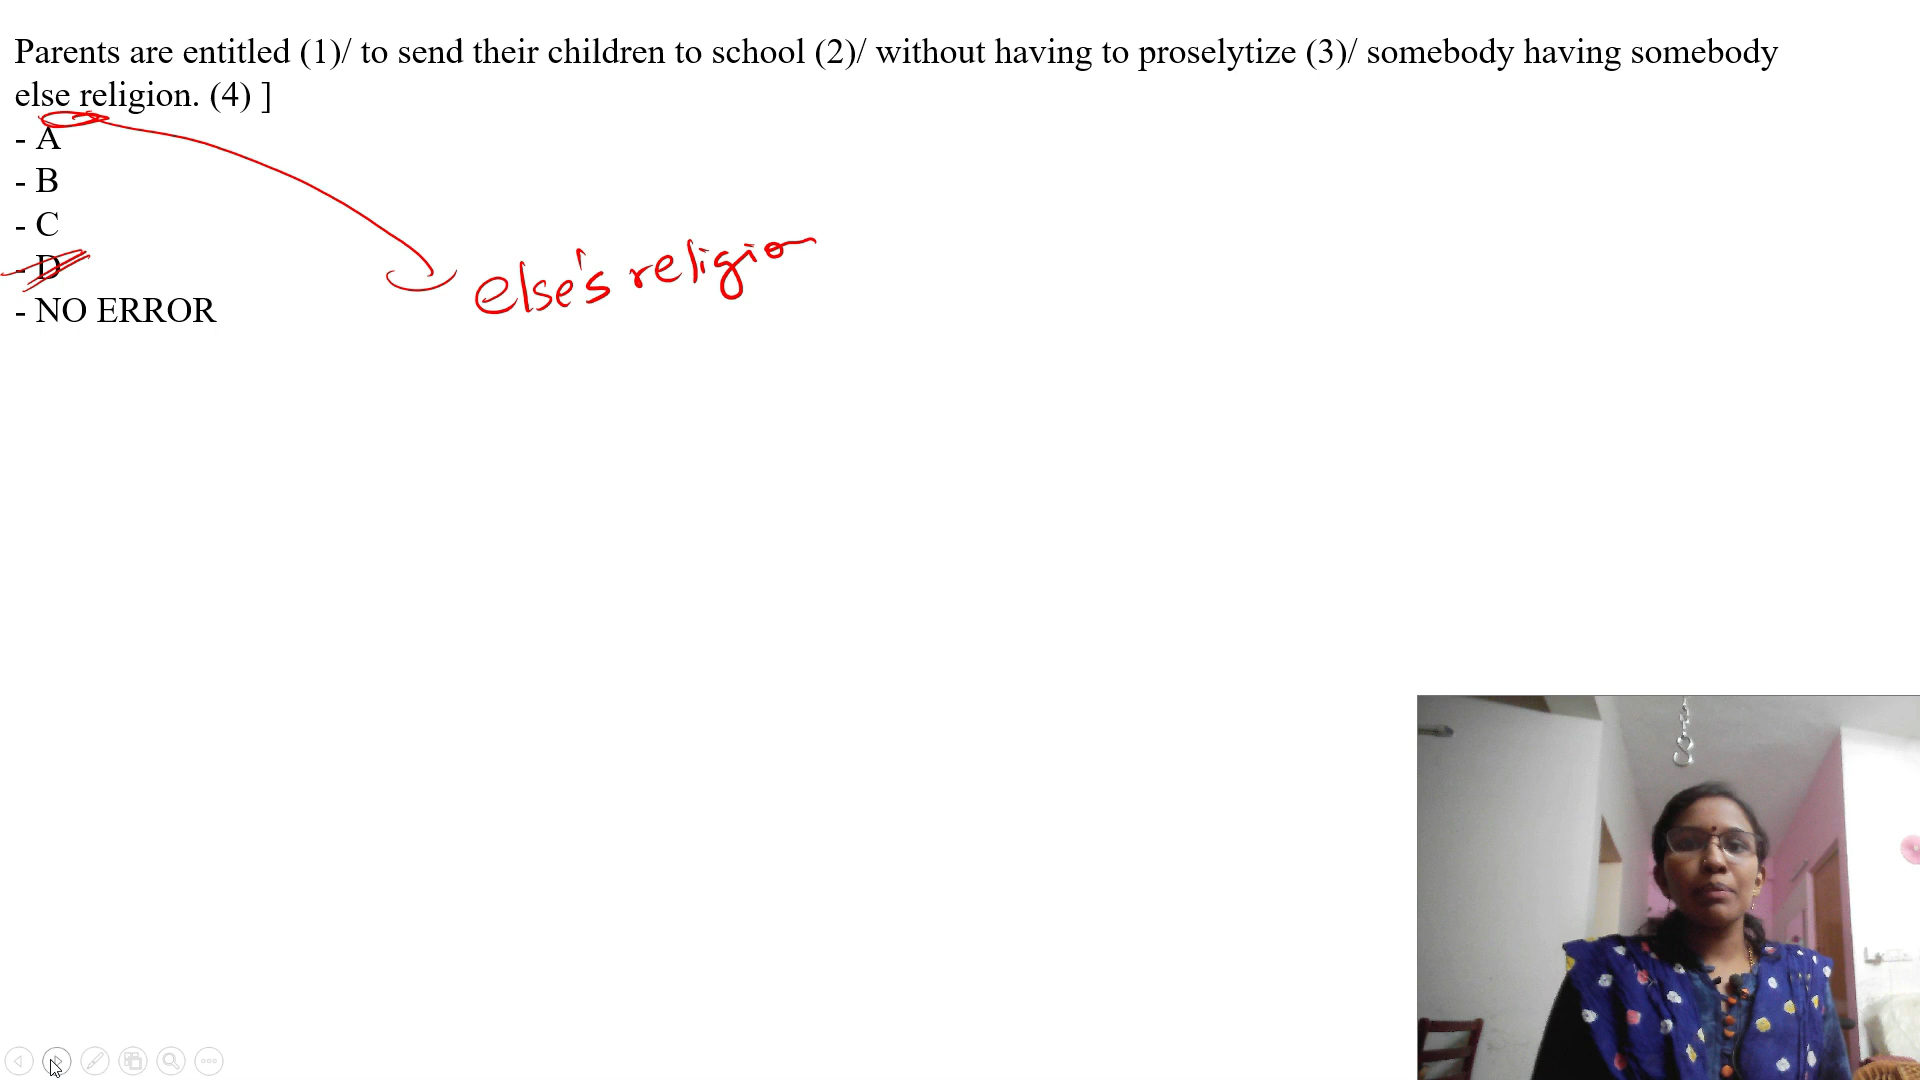 Parents are entitled (1)/ to send their children to school (2)/ without having to proselytize (3)/ somebody having somebody
else religion. (4) ]
- A
- B
- C
- D
- NO ERROR
else's religion